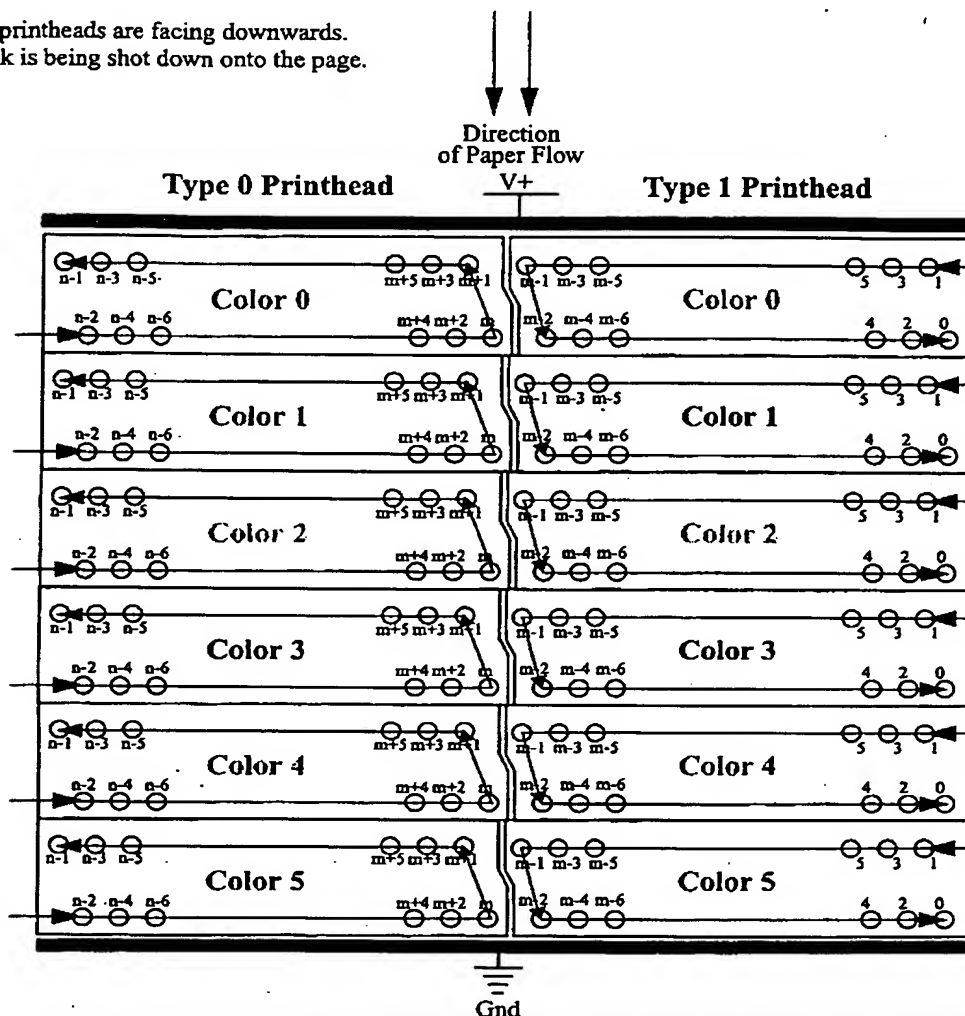 printheads are facing downwards.
k is being shot down onto the page.
Direction
of Paper Flow
Type 0 Printhead V+ Type 1 Printhead
n-1 n-3 n-5 m+5 m+3 m+1 m-1 m-3 m-5 5 3 1
Color 0 Color 0
n-2 n-4 n-6 m+4 m+2 m m-2 m-4 m-6 4 2 0
n-1 n-3 n-5 m+5 m+3 m+1 m-1 m-3 m-5 5 3 1
Color 1 Color 1
n-2 n-4 n-6 m+4 m+2 m m-2 m-4 m-6 4 2 0
n-1 n-3 n-5 m+5 m+3 m+1 m-1 m-3 m-5 5 3 1
Color 2 Color 2
n-2 n-4 n-6 m+4 m+2 m m-2 m-4 m-6 4 2 0
n-1 n-3 n-5 m+5 m+3 m+1 m-1 m-3 m-5 5 3 1
Color 3 Color 3
n-2 n-4 n-6 m+4 m+2 m m-2 m-4 m-6 4 2 0
n-1 n-3 n-5 m+5 m+3 m+1 m-1 m-3 m-5 5 3 1
Color 4 Color 4
n-2 n-4 n-6 m+4 m+2 m m-2 m-4 m-6 4 2 0
n-1 n-3 n-5 m+5 m+3 m+1 m-1 m-3 m-5 5 3 1
Color 5 Color 5
n-2 n-4 n-6 m+4 m+2 m m-2 m-4 m-6 4 2 0
Gnd